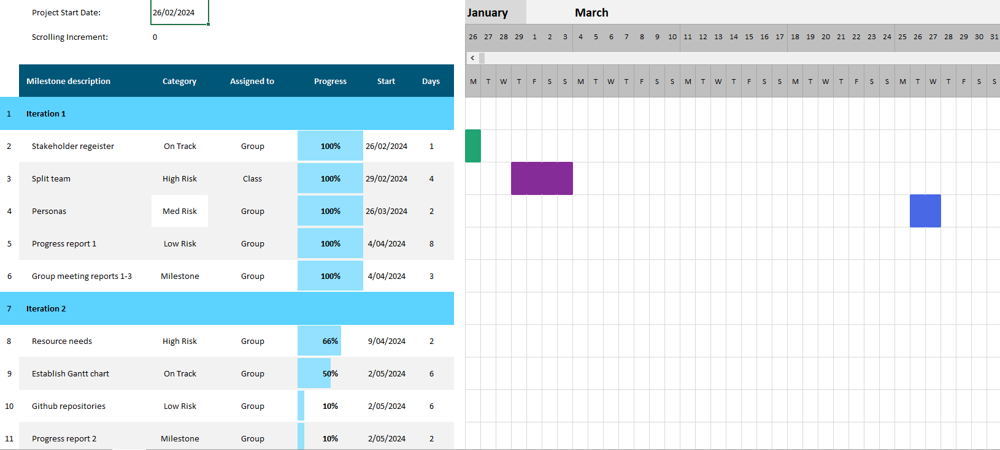 Project Start Date: 26/02/2024 January March
Scrolling Increment: 0 26 27 28 29 1 2 3 4 5 6 7 8 9 10 11 12 13 14 15 16 17 18 19 20 21 22 23 24 25 26 27 28 29 30 31
<
Milestone description Category Assigned to Progress Start Days M T W T F S S M T W T F S S M T W T F S S M T W T F S S M T W T F S S
1 Iteration 1
2 Stakeholder regeister On Track Group 100% 26/02/2024 1
3 Split team High Risk Class 100% 29/02/2024 4
4 Personas Med Risk Group 100% 26/03/2024 2
5 Progress report 1 Low Risk Group 100% 4/04/2024 8
6 Group meeting reports 1-3 Milestone Group 100% 4/04/2024 3
7 Iteration 2
8 Resource needs High Risk Group 66% 9/04/2024 2
9 Establish Gantt chart On Track Group 50% 2/05/2024 6
10 Github repositories Low Risk Group 10% 2/05/2024 6
11 Progress report 2 Milestone Group 10% 2/05/2024 2